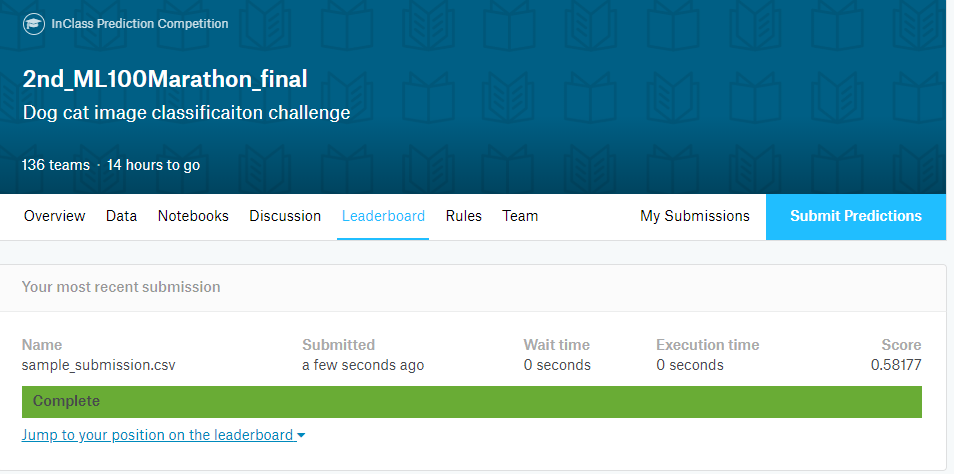 InClass Prediction Competition
2nd_ML100Marathon_final
Dog cat image classificaiton challenge
136 teams · 14 hours to go
Overview Data Notebooks Discussion Leaderboard Rules Team My Submissions Submit Predictions
Your most recent submission
Name Submitted Wait time Execution time Score
sample_submission.csv a few seconds ago 0 seconds 0 seconds 0.58177
Complete
Jump to your position on the leaderboard